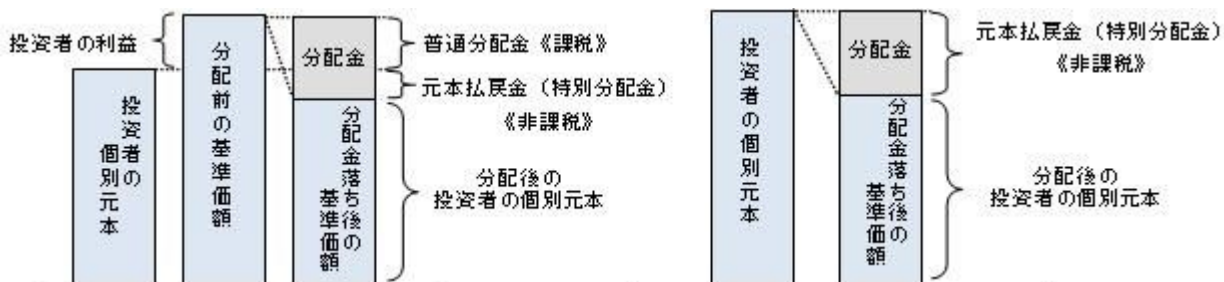 投資者の利益
投資者の
個別元本
分配前の基準価額
分配金
分配金落ち後の
基準価額
普通分配金《課税》
元本払戻金（特別分配金）
《非課税》
分配後の
投資者の個別元本
投資者の個別元本
分配金
分配金落ち後の
基準価額
元本払戻金（特別分配金）
《非課税》
分配後の
投資者の個別元本